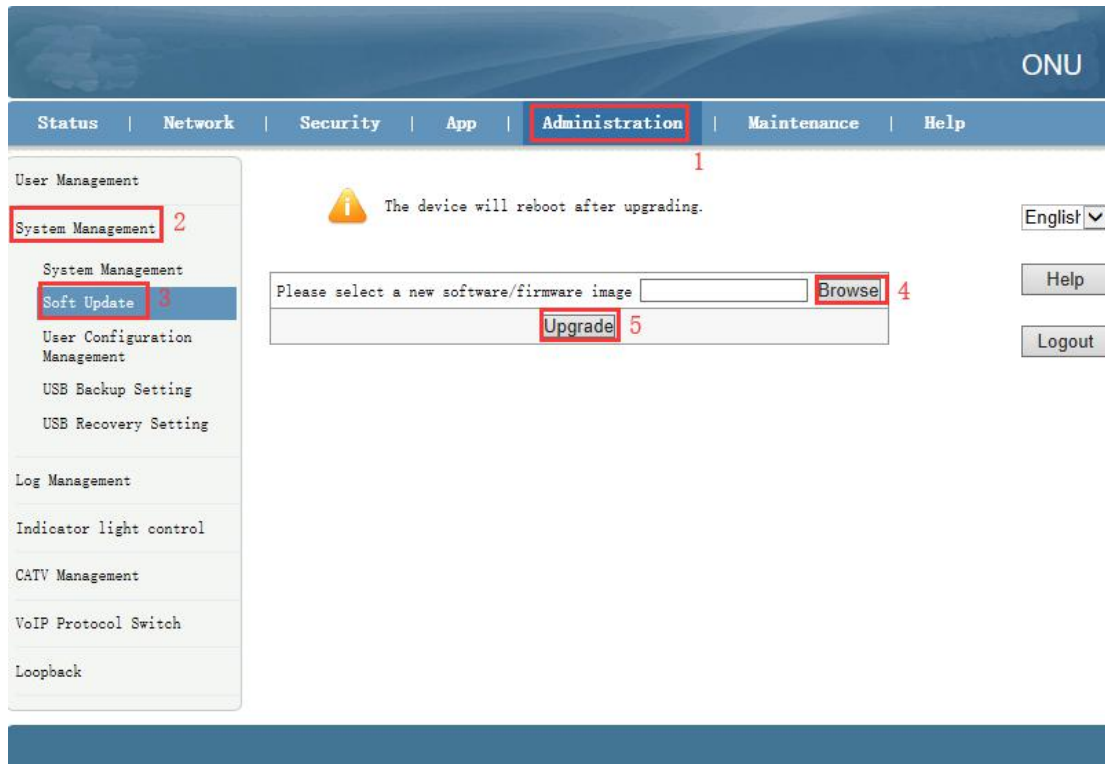 ONU
Status | Network | Security | App | Administration | Maintenance | Help
1
User Management
System Management 2
System Management
Soft Update 3
User Configuration
Management
USB Backup Setting
USB Recovery Setting
Log Management
Indicator light control
CATV Management
VoIP Protocol Switch
Loopback
The device will reboot after upgrading.
Please select a new software/firmware image Browse 4
Upgrade 5
English
Help
Logout